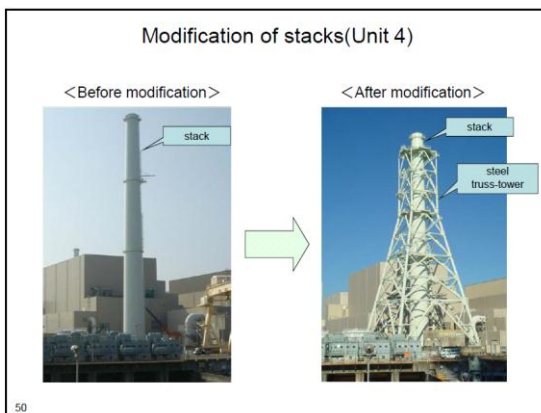 Modification of stacks(Unit 4)
＜Before modification＞
＜After modification＞
stack
stack
steel
truss-tower
50